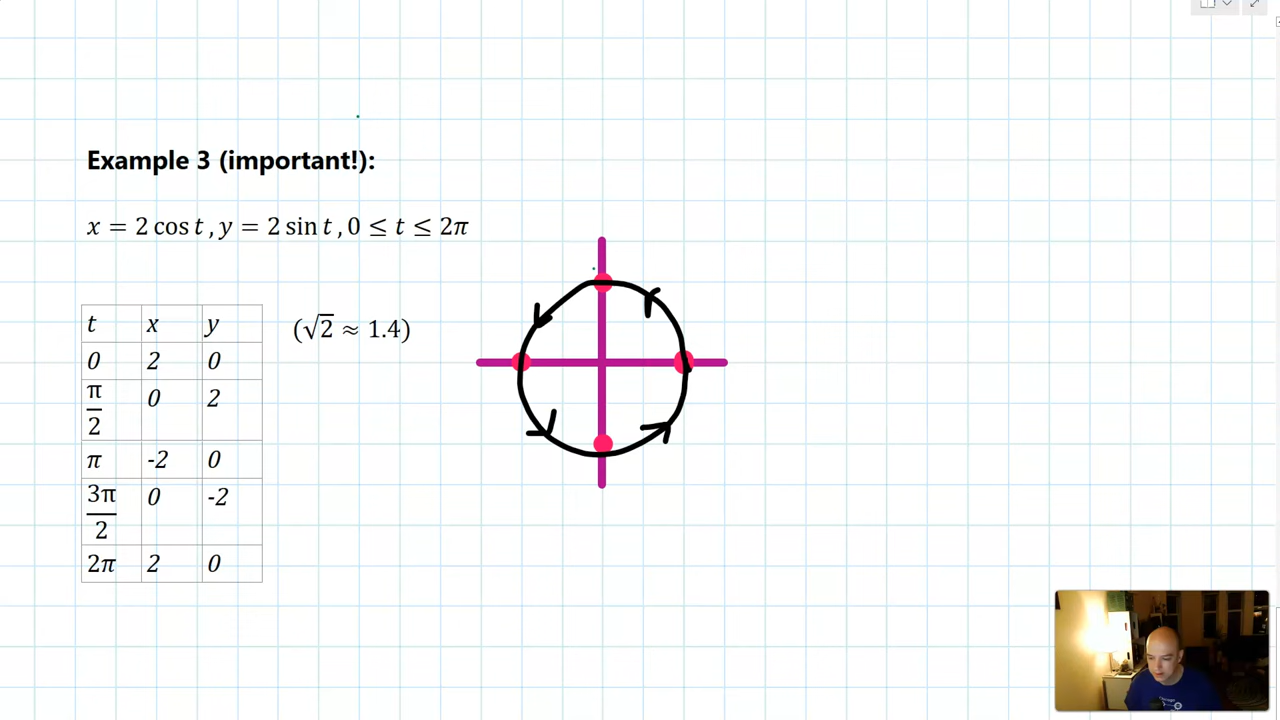 Example 3 (important!):
x = 2 cos t , y = 2 sin t , 0 ≤ t ≤ 2π
t x y
(√2 ≈ 1.4)
0 2 0
π/2 0 2
π -2 0
3π/2 0 -2
2π 2 0